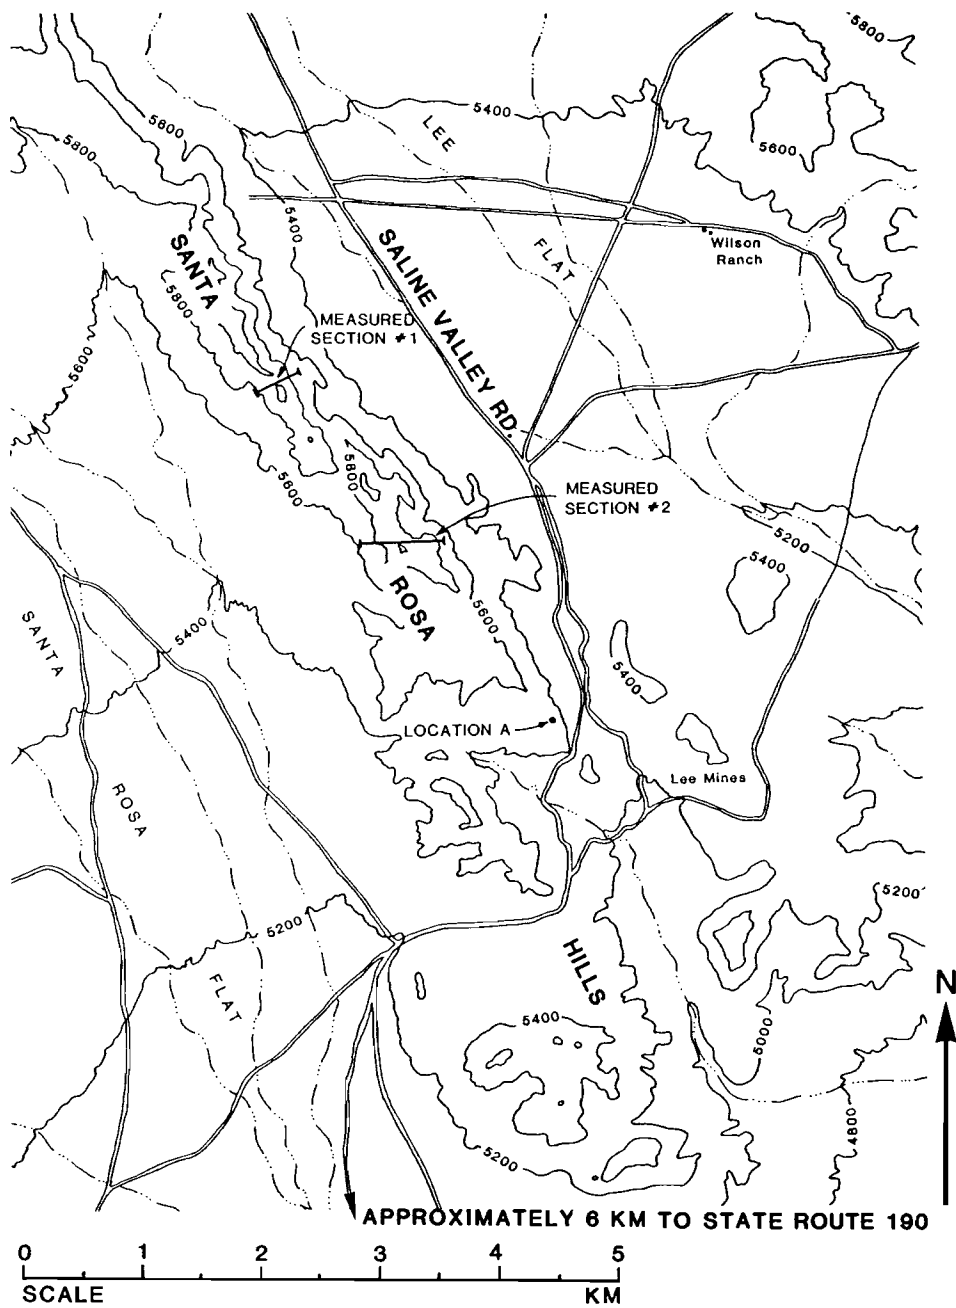 5800
5400
LEE
5600
5800
5600
5400
SANTA
SALINE VALLEY RD.
FLAT
Wilson
Ranch
5800
MEASURED
SECTION #1
5600
5800
5600
MEASURED
SECTION #2
5200
5400
ROSA
5600
SANTA
5400
5400
LOCATION A
Lee Mines
ROSA
5200
5200
HILLS
FLAT
N
5400
5000
4800
5200
APPROXIMATELY 6 KM TO STATE ROUTE 190
0 1 2 3 4 5
SCALE KM